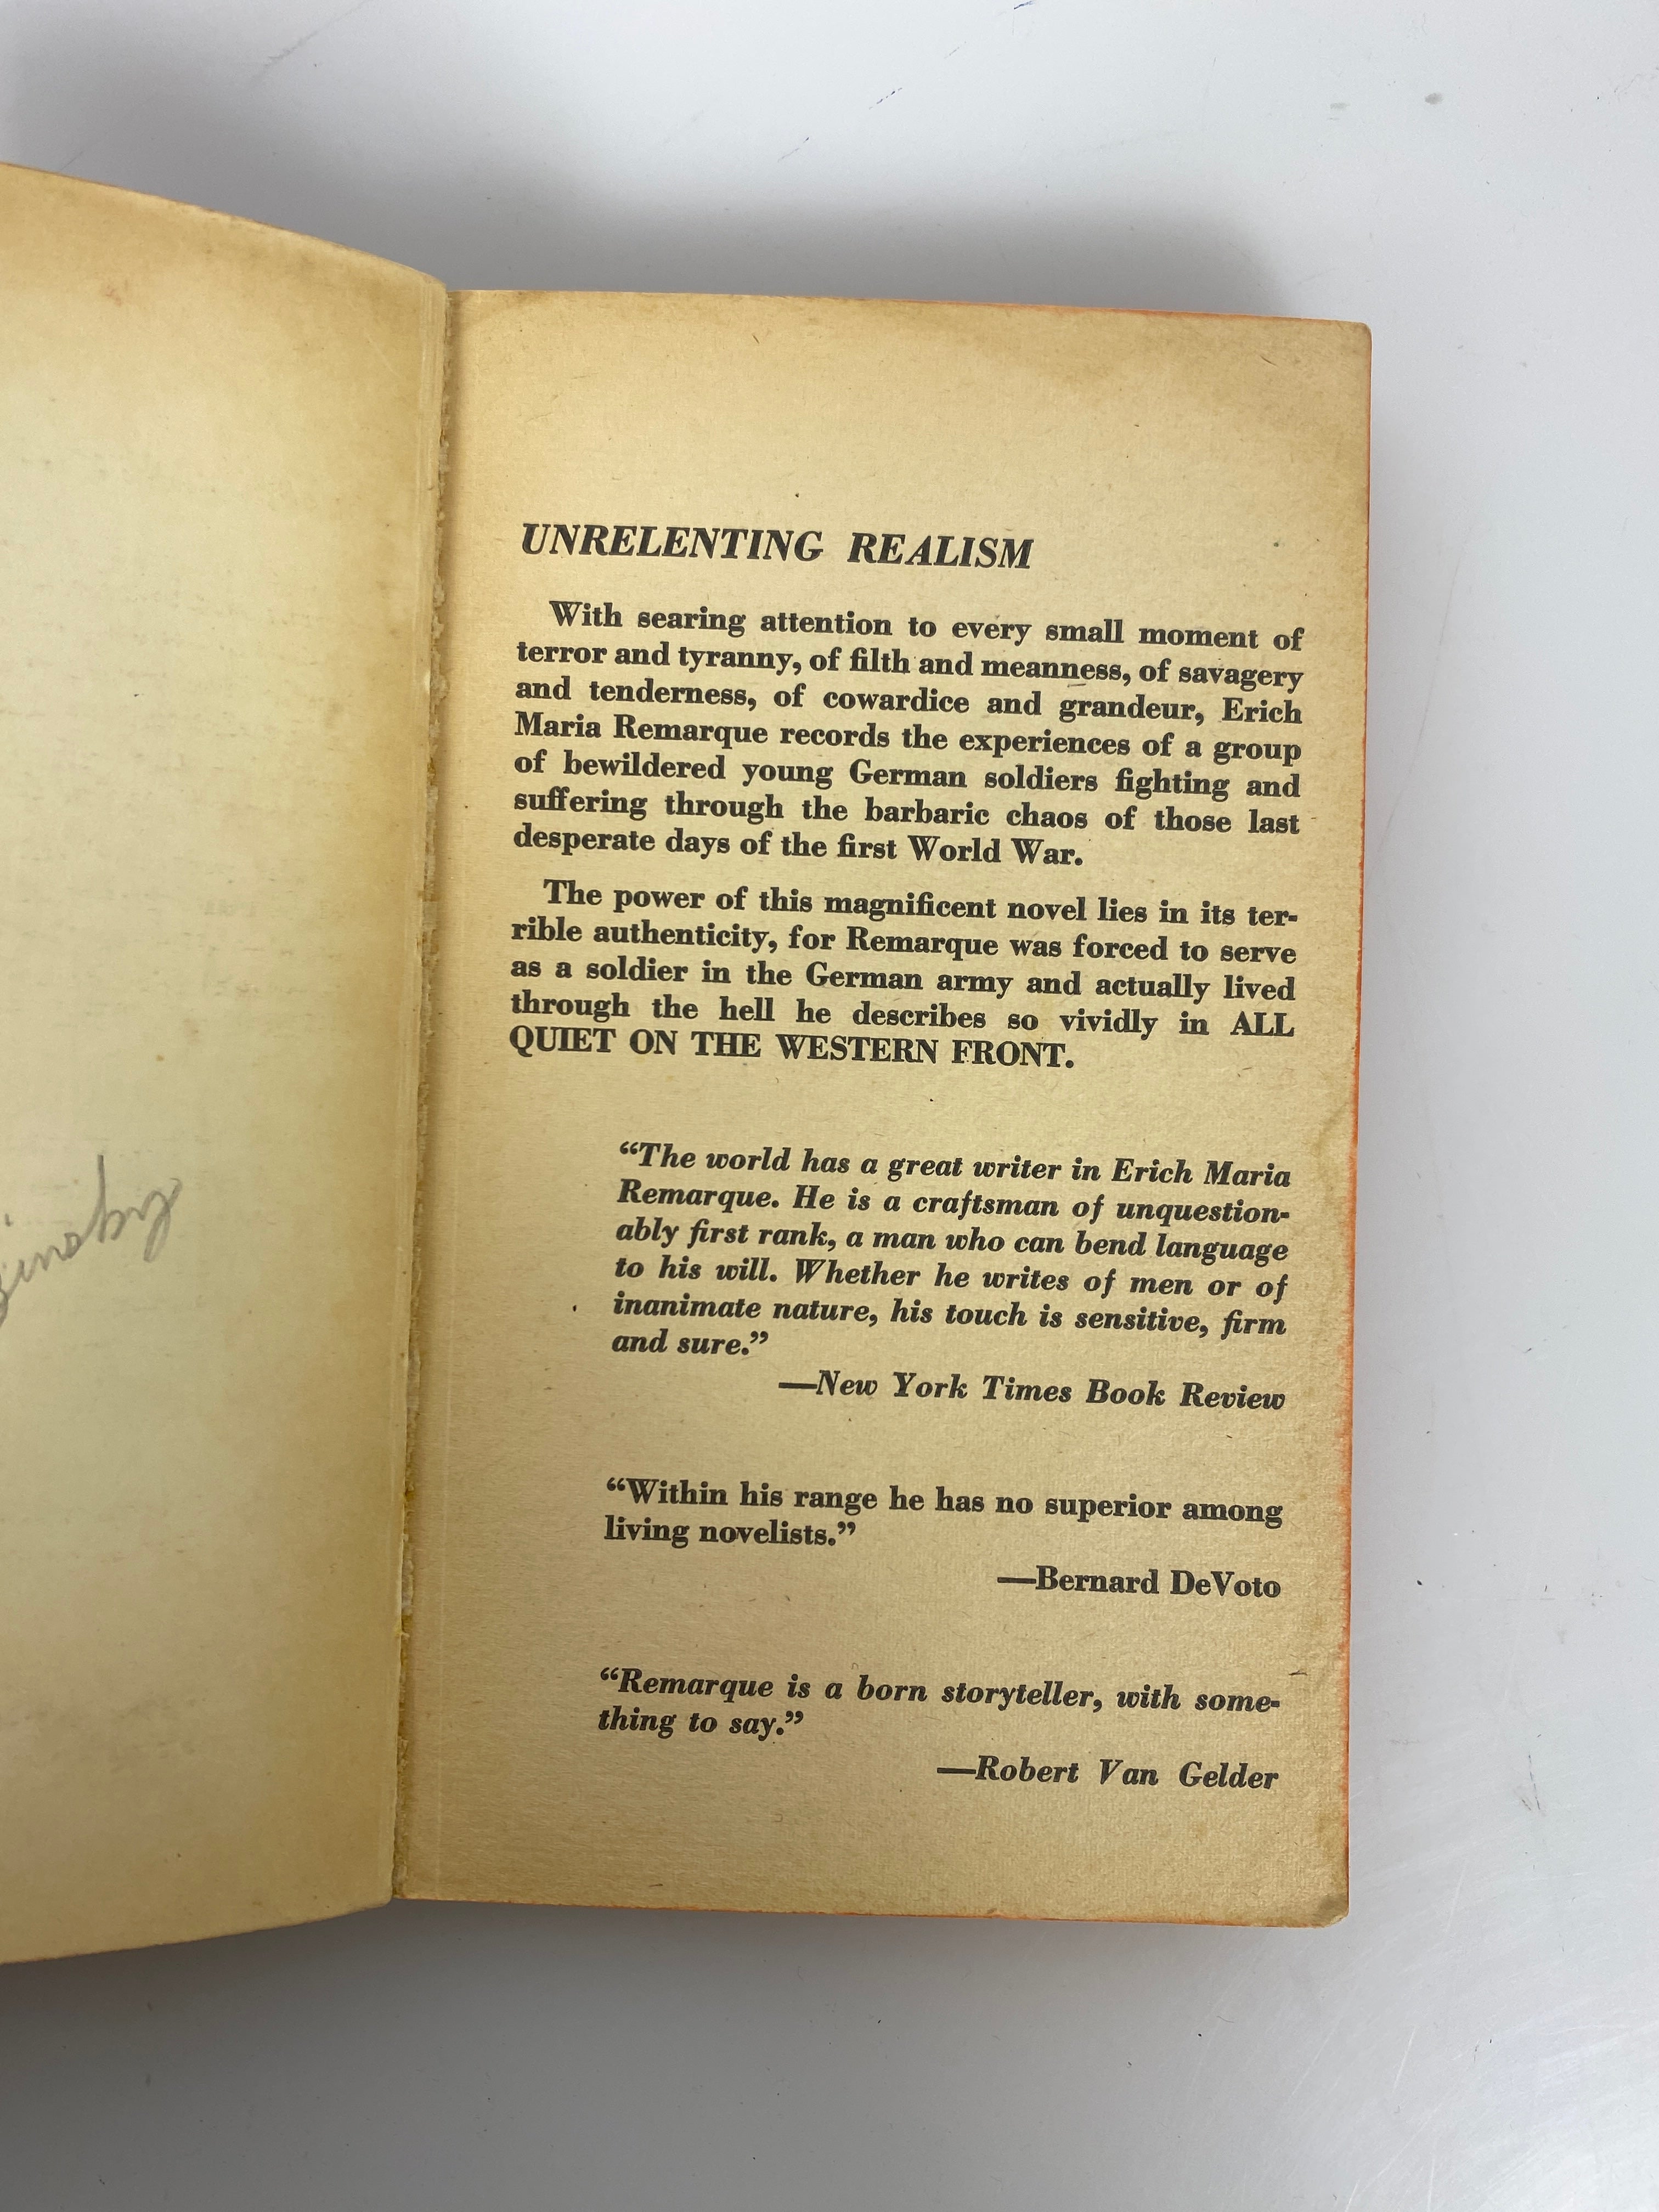 UNRELENTING REALISM
With searing attention to every small moment of
terror and tyranny, of filth and meanness, of savagery
and tenderness, of cowardice and grandeur, Erich
Maria Remarque records the experiences of a group
of bewildered young German soldiers fighting and
suffering through the barbaric chaos of those last
desperate days of the first World War.
The power of this magnificent novel lies in its ter-
rible authenticity, for Remarque was forced to serve
as a soldier in the German army and actually lived
through the hell he describes so vividly in ALL
QUIET ON THE WESTERN FRONT.
“The world has a great writer in Erich Maria
Remarque. He is a craftsman of unquestion-
ably first rank, a man who can bend language
to his will. Whether he writes of men or of
inanimate nature, his touch is sensitive, firm
and sure.”
—New York Times Book Review
“Within his range he has no superior among
living novelists.”
—Bernard DeVoto
“Remarque is a born storyteller, with some-
thing to say.”
—Robert Van Gelder